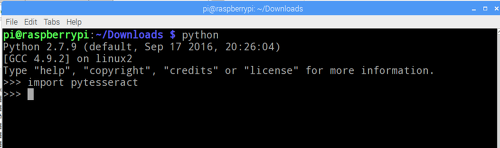 pi@raspberrypi: ~/Downloads
File Edit Tabs Help
pi@raspberrypi:~/Downloads $ python
Python 2.7.9 (default, Sep 17 2016, 20:26:04)
[GCC 4.9.2] on linux2
Type "help", "copyright", "credits" or "license" for more information.
>>> import pytesseract
>>>